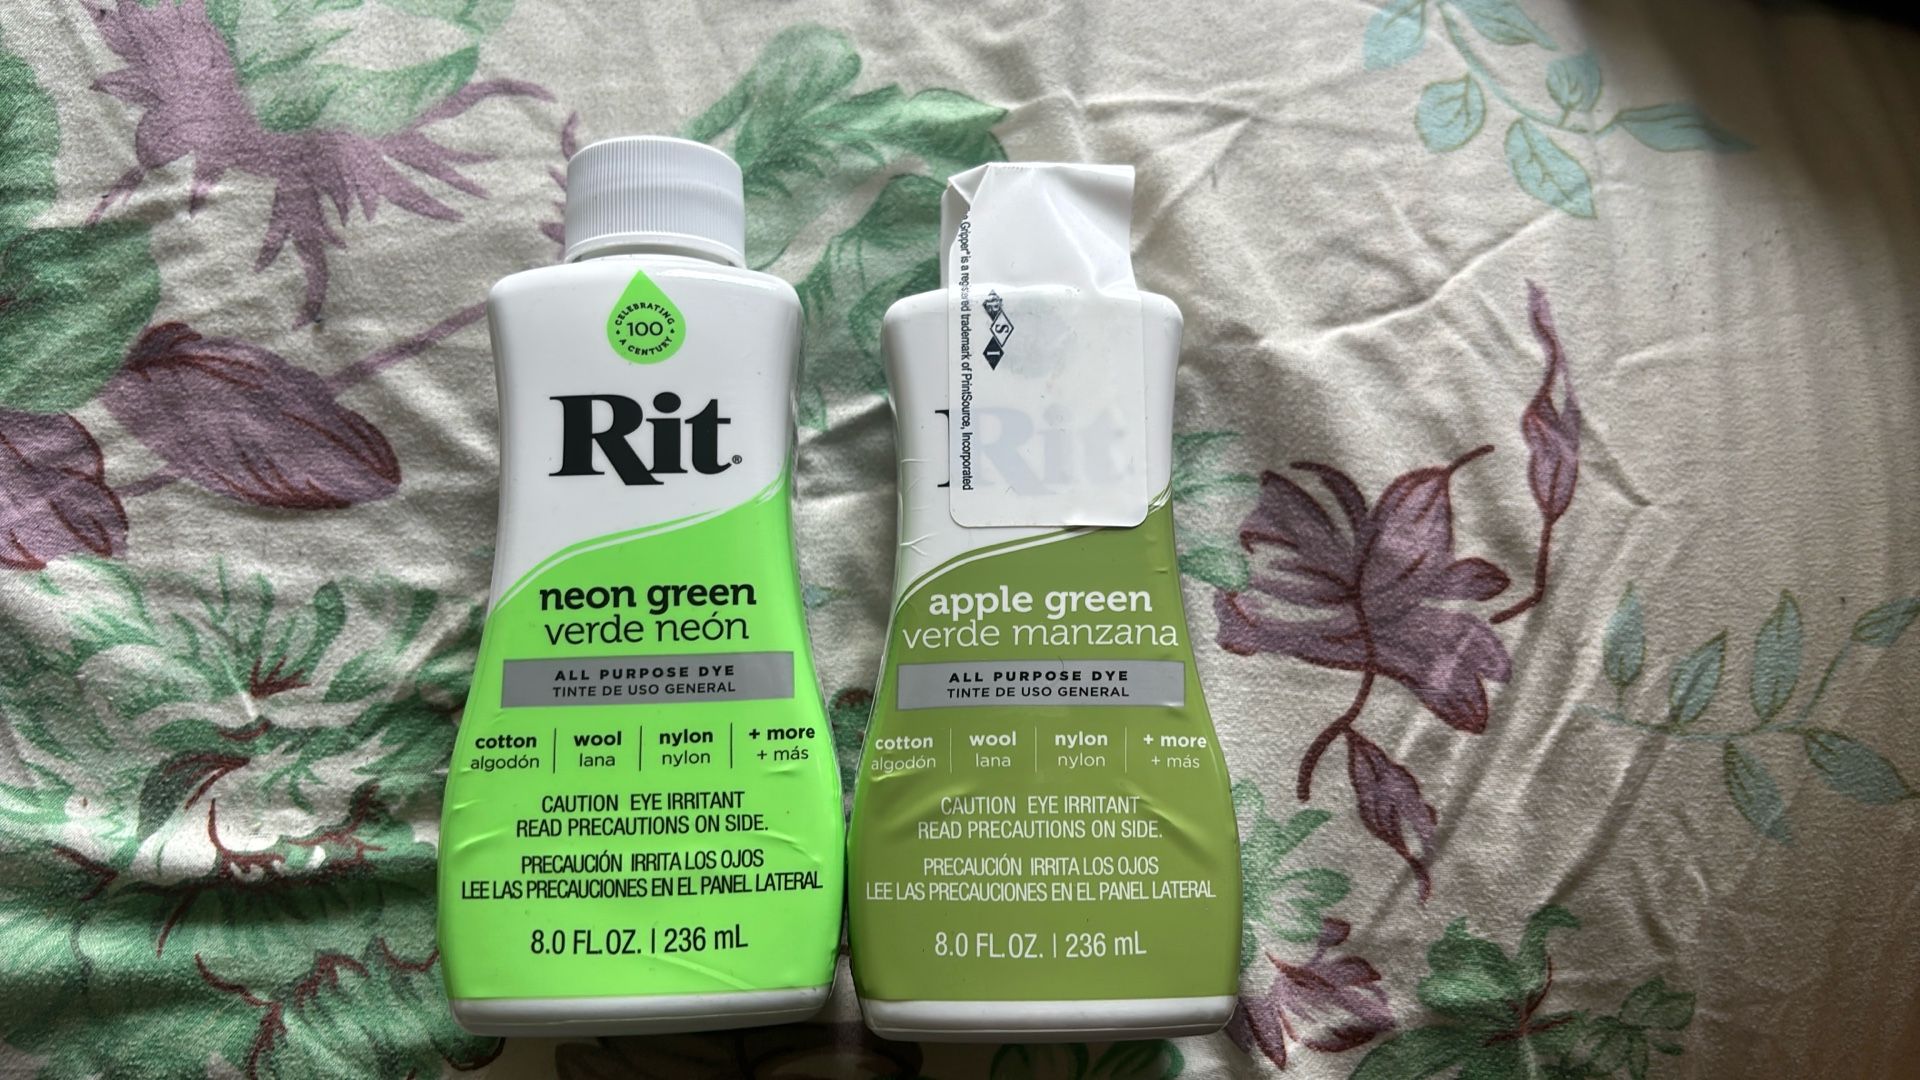 CELEBRATING
100
A CENTURY
Rit®
neon green
verde neón
ALL PURPOSE DYE
TINTE DE USO GENERAL
cotton wool nylon + more
algodón lana nylon + más
CAUTION EYE IRRITANT
READ PRECAUTIONS ON SIDE.
PRECAUCIÓN IRRITA LOS OJOS
LEE LAS PRECAUCIONES EN EL PANEL LATERAL
8.0 FL.OZ. | 236 mL
Gripper" is a registered trademark of PrintSource, Incorporated
PSI
Rit
apple green
verde manzana
ALL PURPOSE DYE
TINTE DE USO GENERAL
cotton wool nylon + more
algodón lana nylon + más
CAUTION EYE IRRITANT
READ PRECAUTIONS ON SIDE.
PRECAUCIÓN IRRITA LOS OJOS
LEE LAS PRECAUCIONES EN EL PANEL LATERAL
8.0 FL.OZ. | 236 mL